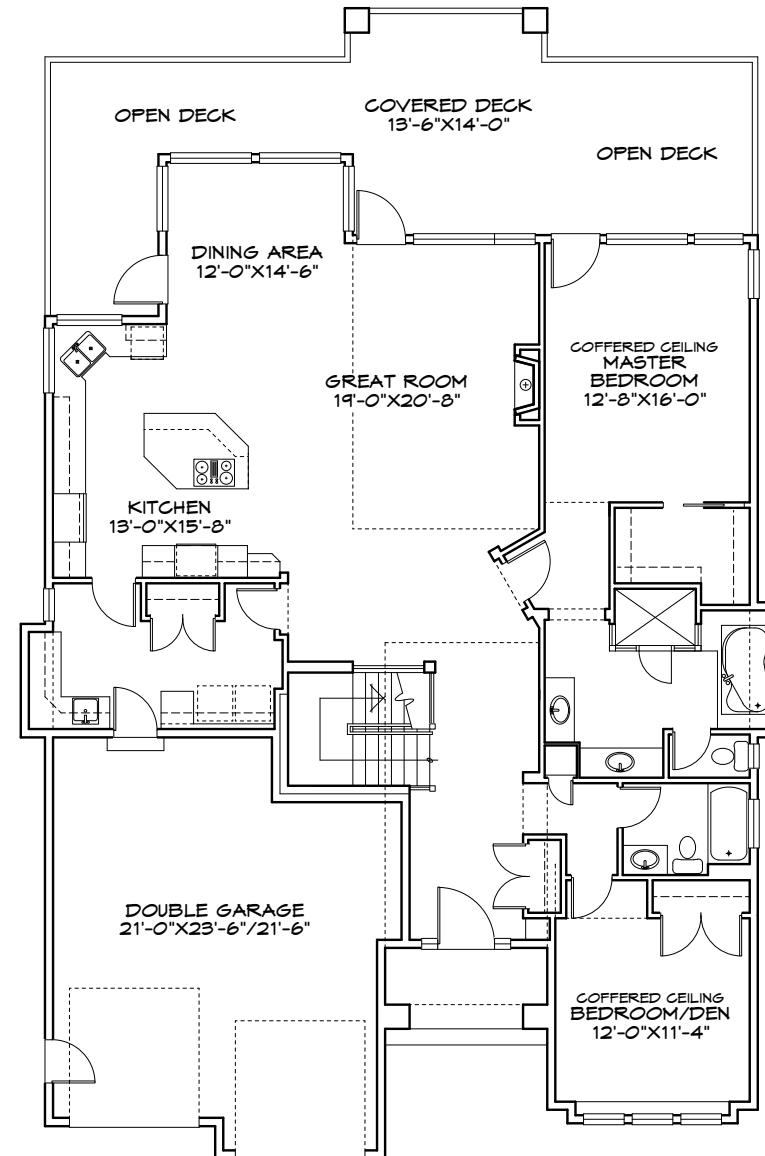 OPEN DECK
COVERED DECK
13'-6"X14'-0"
OPEN DECK
DINING AREA
12'-0"X14'-6"
GREAT ROOM
19'-0"X20'-8"
COFFERED CEILING
MASTER
BEDROOM
12'-8"X16'-0"
KITCHEN
13'-0"X15'-8"
DOUBLE GARAGE
21'-0"X23'-6"/21'-6"
COFFERED CEILING
BEDROOM/DEN
12'-0"X11'-4"